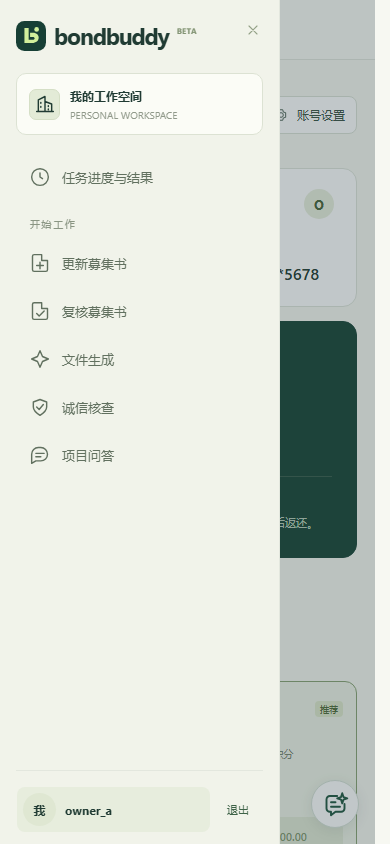 bondbuddy BETA
我的工作空间
PERSONAL WORKSPACE
账号设置
任务进度与结果
O
开始工作
更新募集书
*5678
复核募集书
文件生成
诚信核查
项目问答
返还。
推荐
积分
我 owner_a 退出
00.00